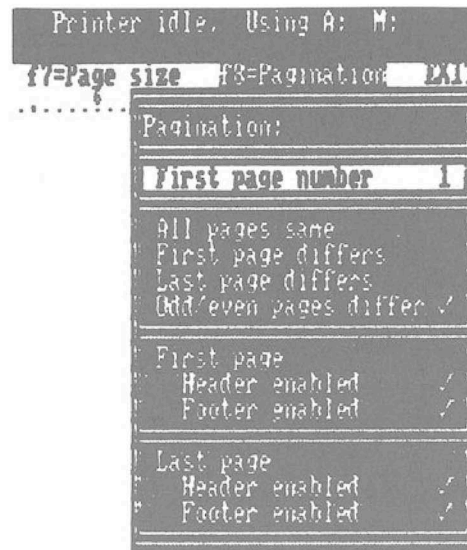 Printer idle. Using A: M:
f7=Page size f8=Pagination EXIT
Pagination:
First page number 1
All pages same
First page differs
Last page differs
Odd/even pages differ ✓
First page
Header enabled ✓
Footer enabled ✓
Last page
Header enabled ✓
Footer enabled ✓